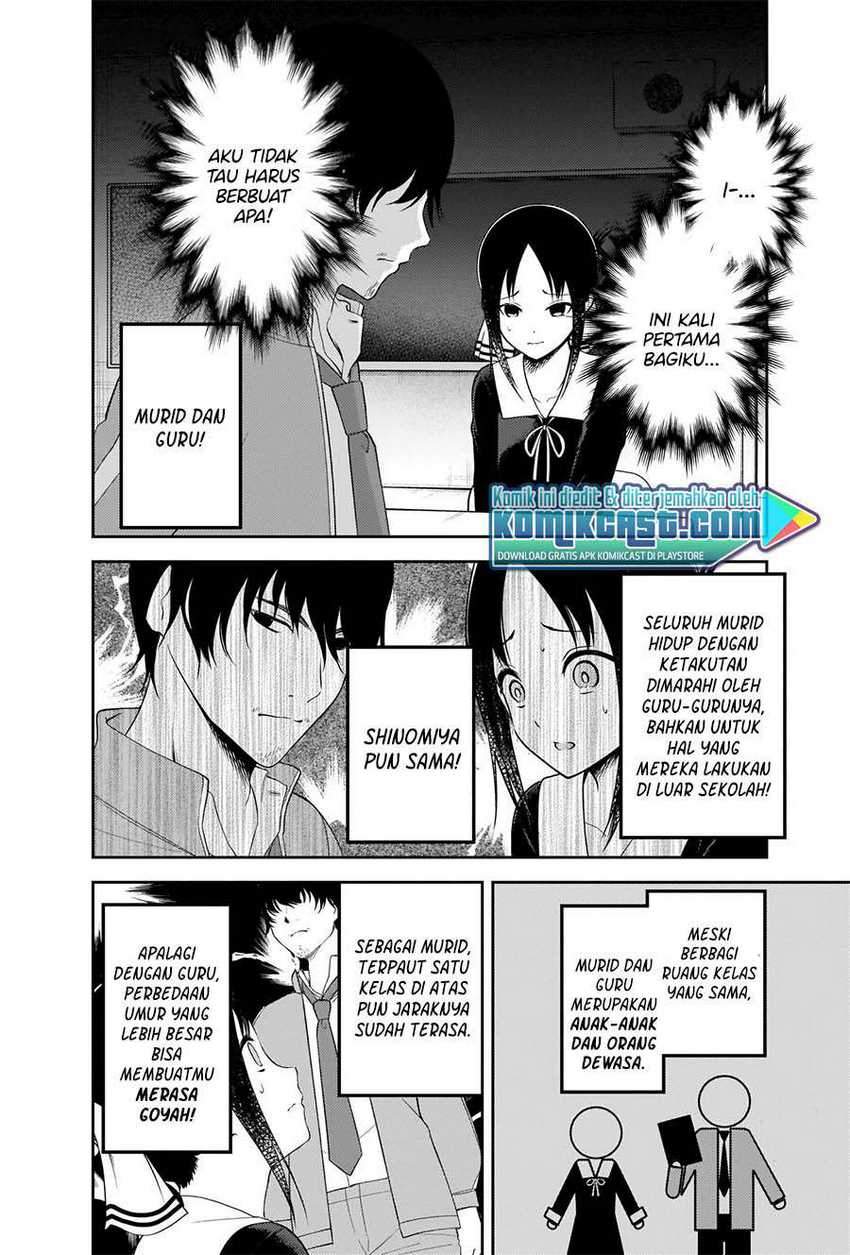 I-...
INI KALI
PERTAMA
BAGIKU...
AKU TIDAK
TAU HARUS
BERBUAT
APA!
MURID DAN
GURU!
Komik Ini diedit & diterjemahkan oleh
KOMIKCAST.COM
DOWNLOAD GRATIS APK KOMIKCAST DI PLAYSTORE
SELURUH MURID
HIDUP DENGAN
KETAKUTAN
DIMARAHI OLEH
GURU-GURUNYA,
BAHKAN UNTUK
HAL YANG
MEREKA LAKUKAN
DI LUAR SEKOLAH!
SHINOMIYA
PUN SAMA!
MESKI
BERBAGI
RUANG KELAS
YANG SAMA,
MURID DAN
GURU
MERUPAKAN
ANAK-ANAK
DAN ORANG
DEWASA.
SEBAGAI MURID,
TERPAUT SATU
KELAS DI ATAS
PUN JARAKNYA
SUDAH TERASA.
APALAGI
DENGAN GURU,
PERBEDAAN
UMUR YANG
LEBIH BESAR
BISA
MEMBUATMU
MERASA
GOYAH!